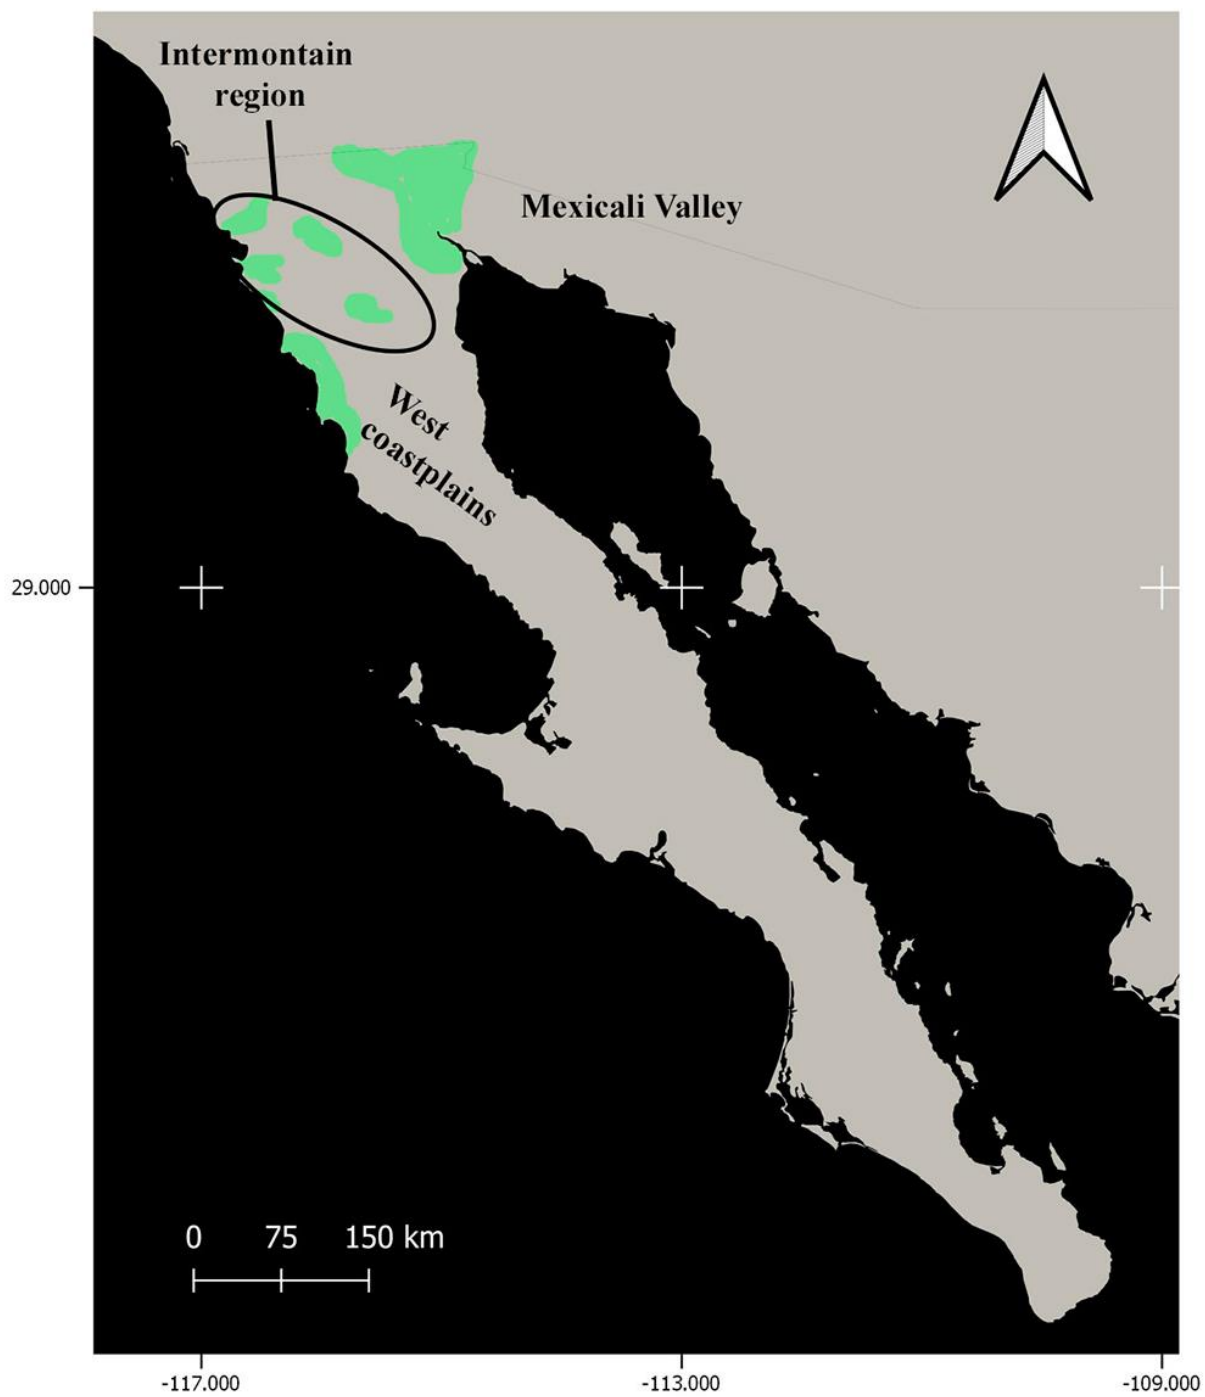 Intermontain
region
Mexicali Valley
West
coastplains
29.000
0 75 150 km
-117.000 -113.000 -109.000